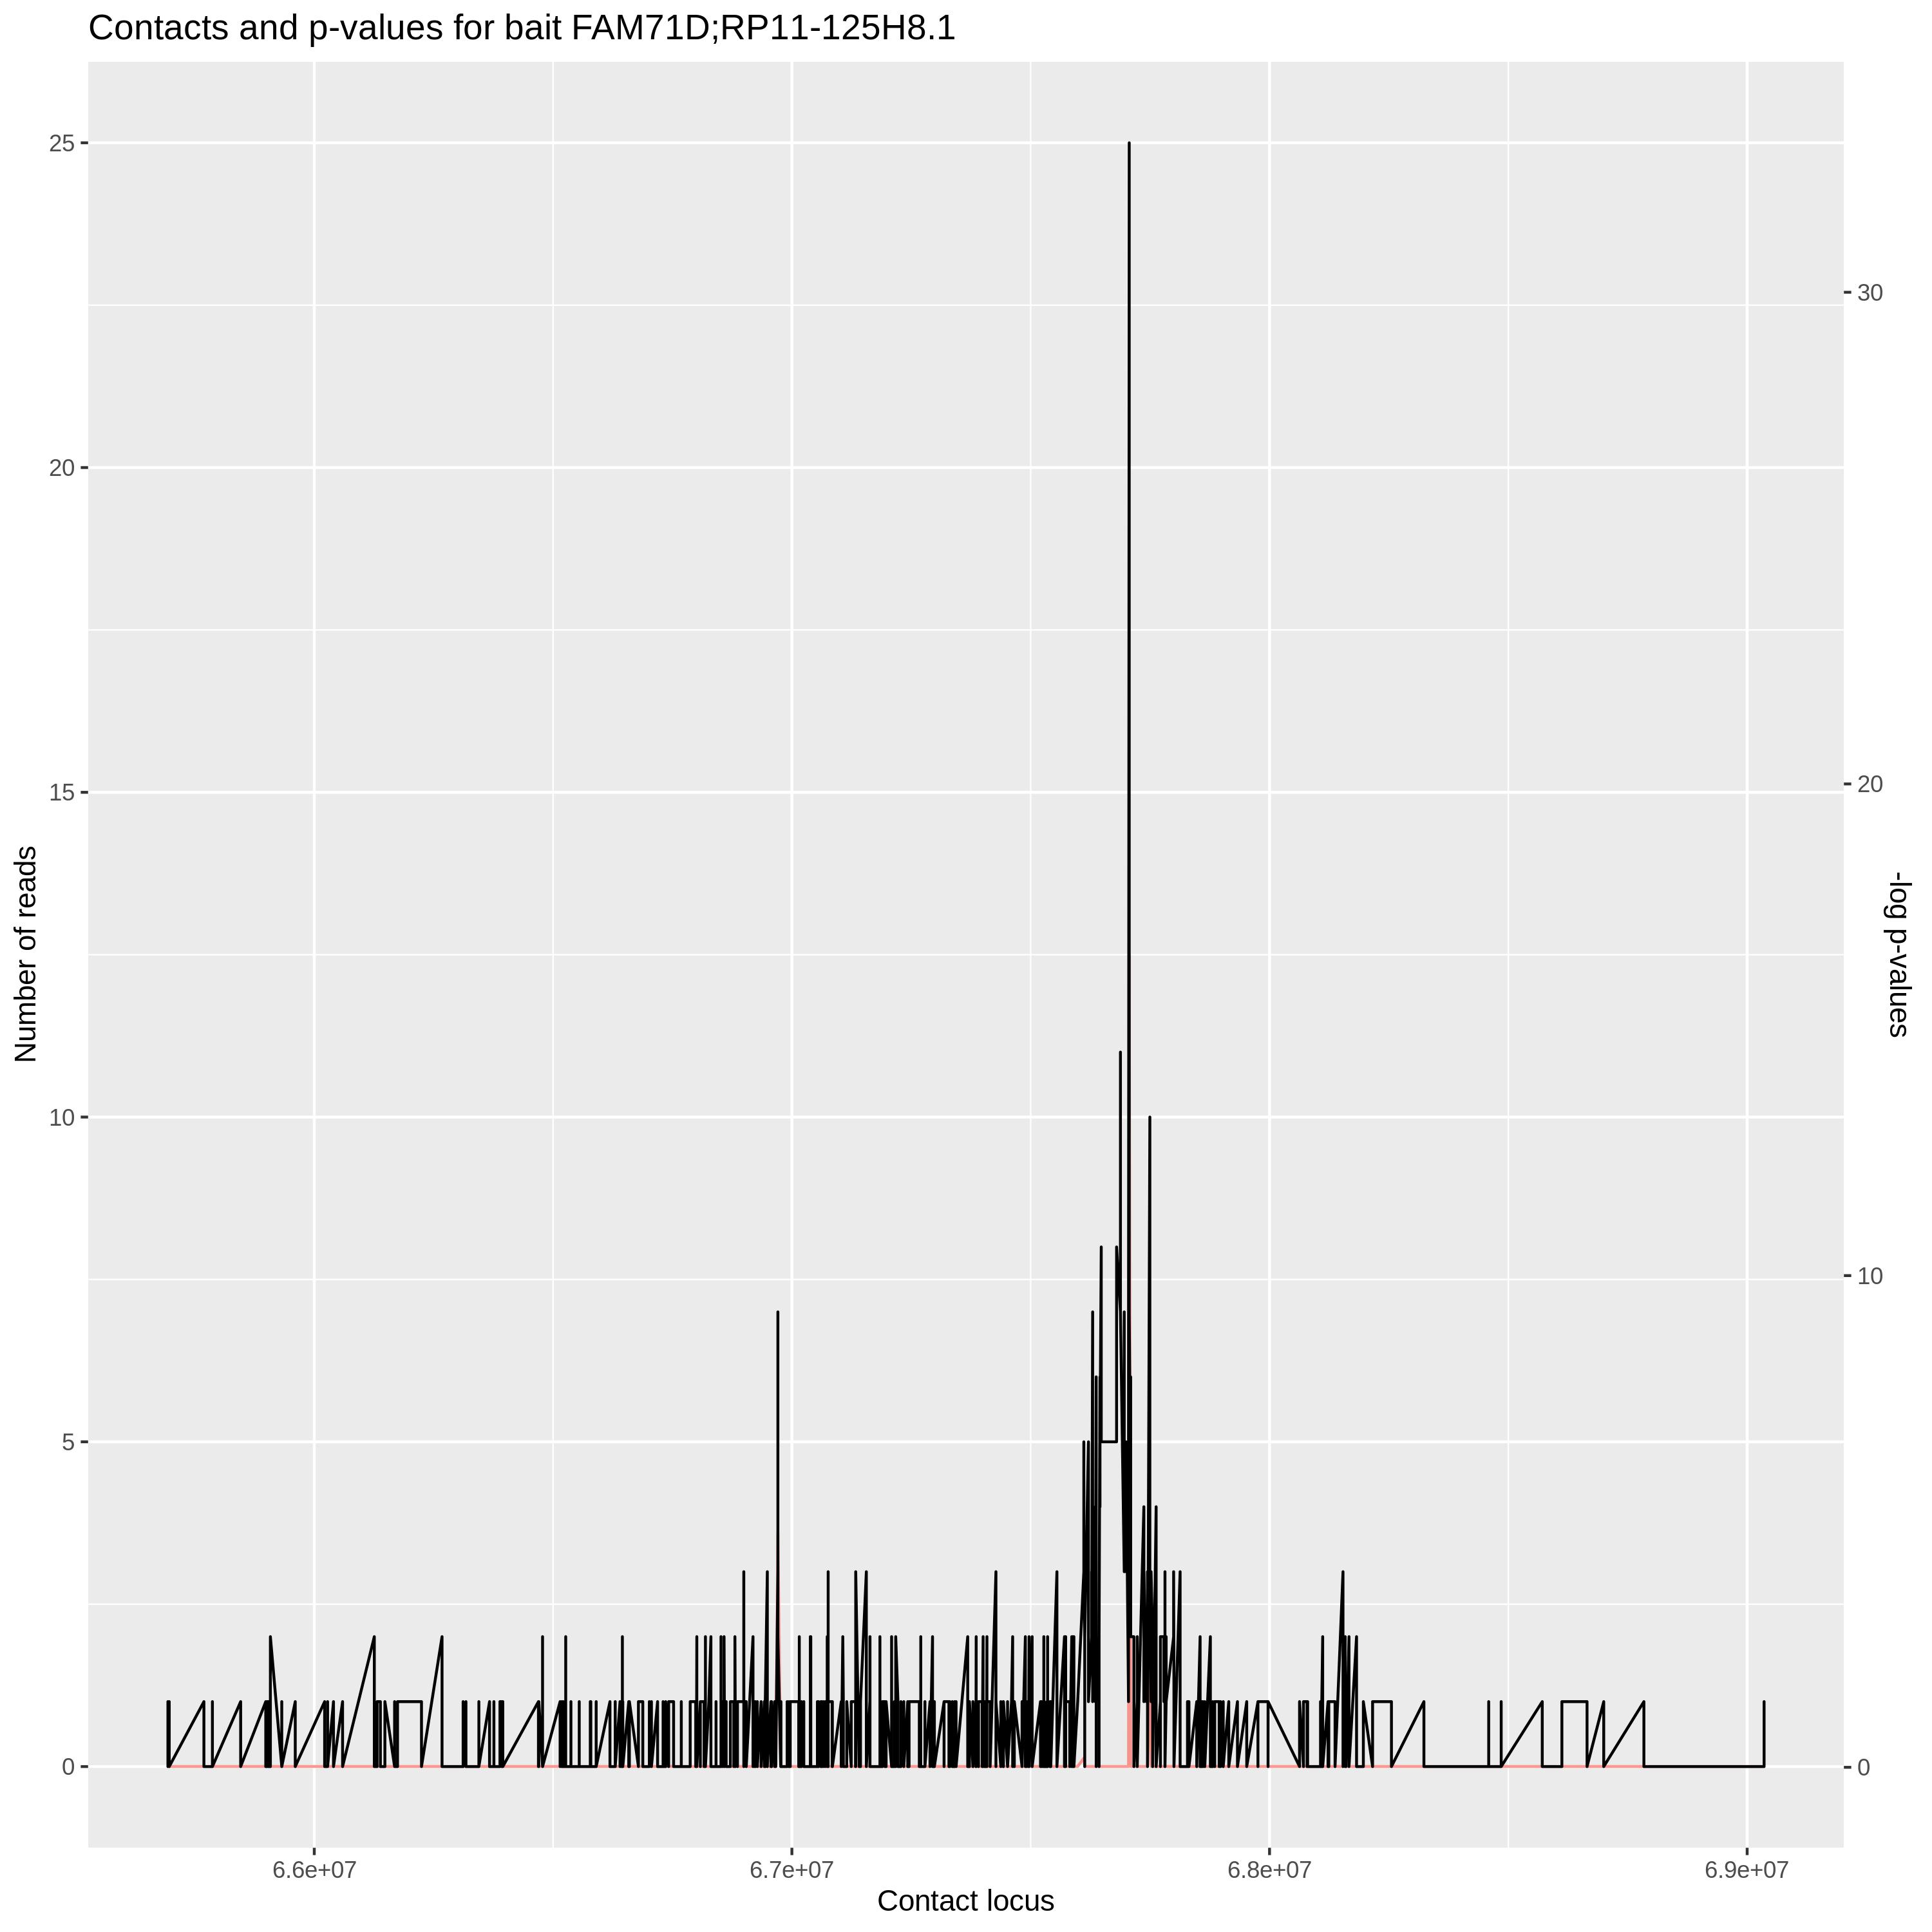 Contacts and p-values for bait FAM71D;RP11-125H8.1
25
20
15
10
5
0
Number of reads
30
20
10
0
-log p-values
6.6e+07
6.7e+07
6.8e+07
6.9e+07
Contact locus